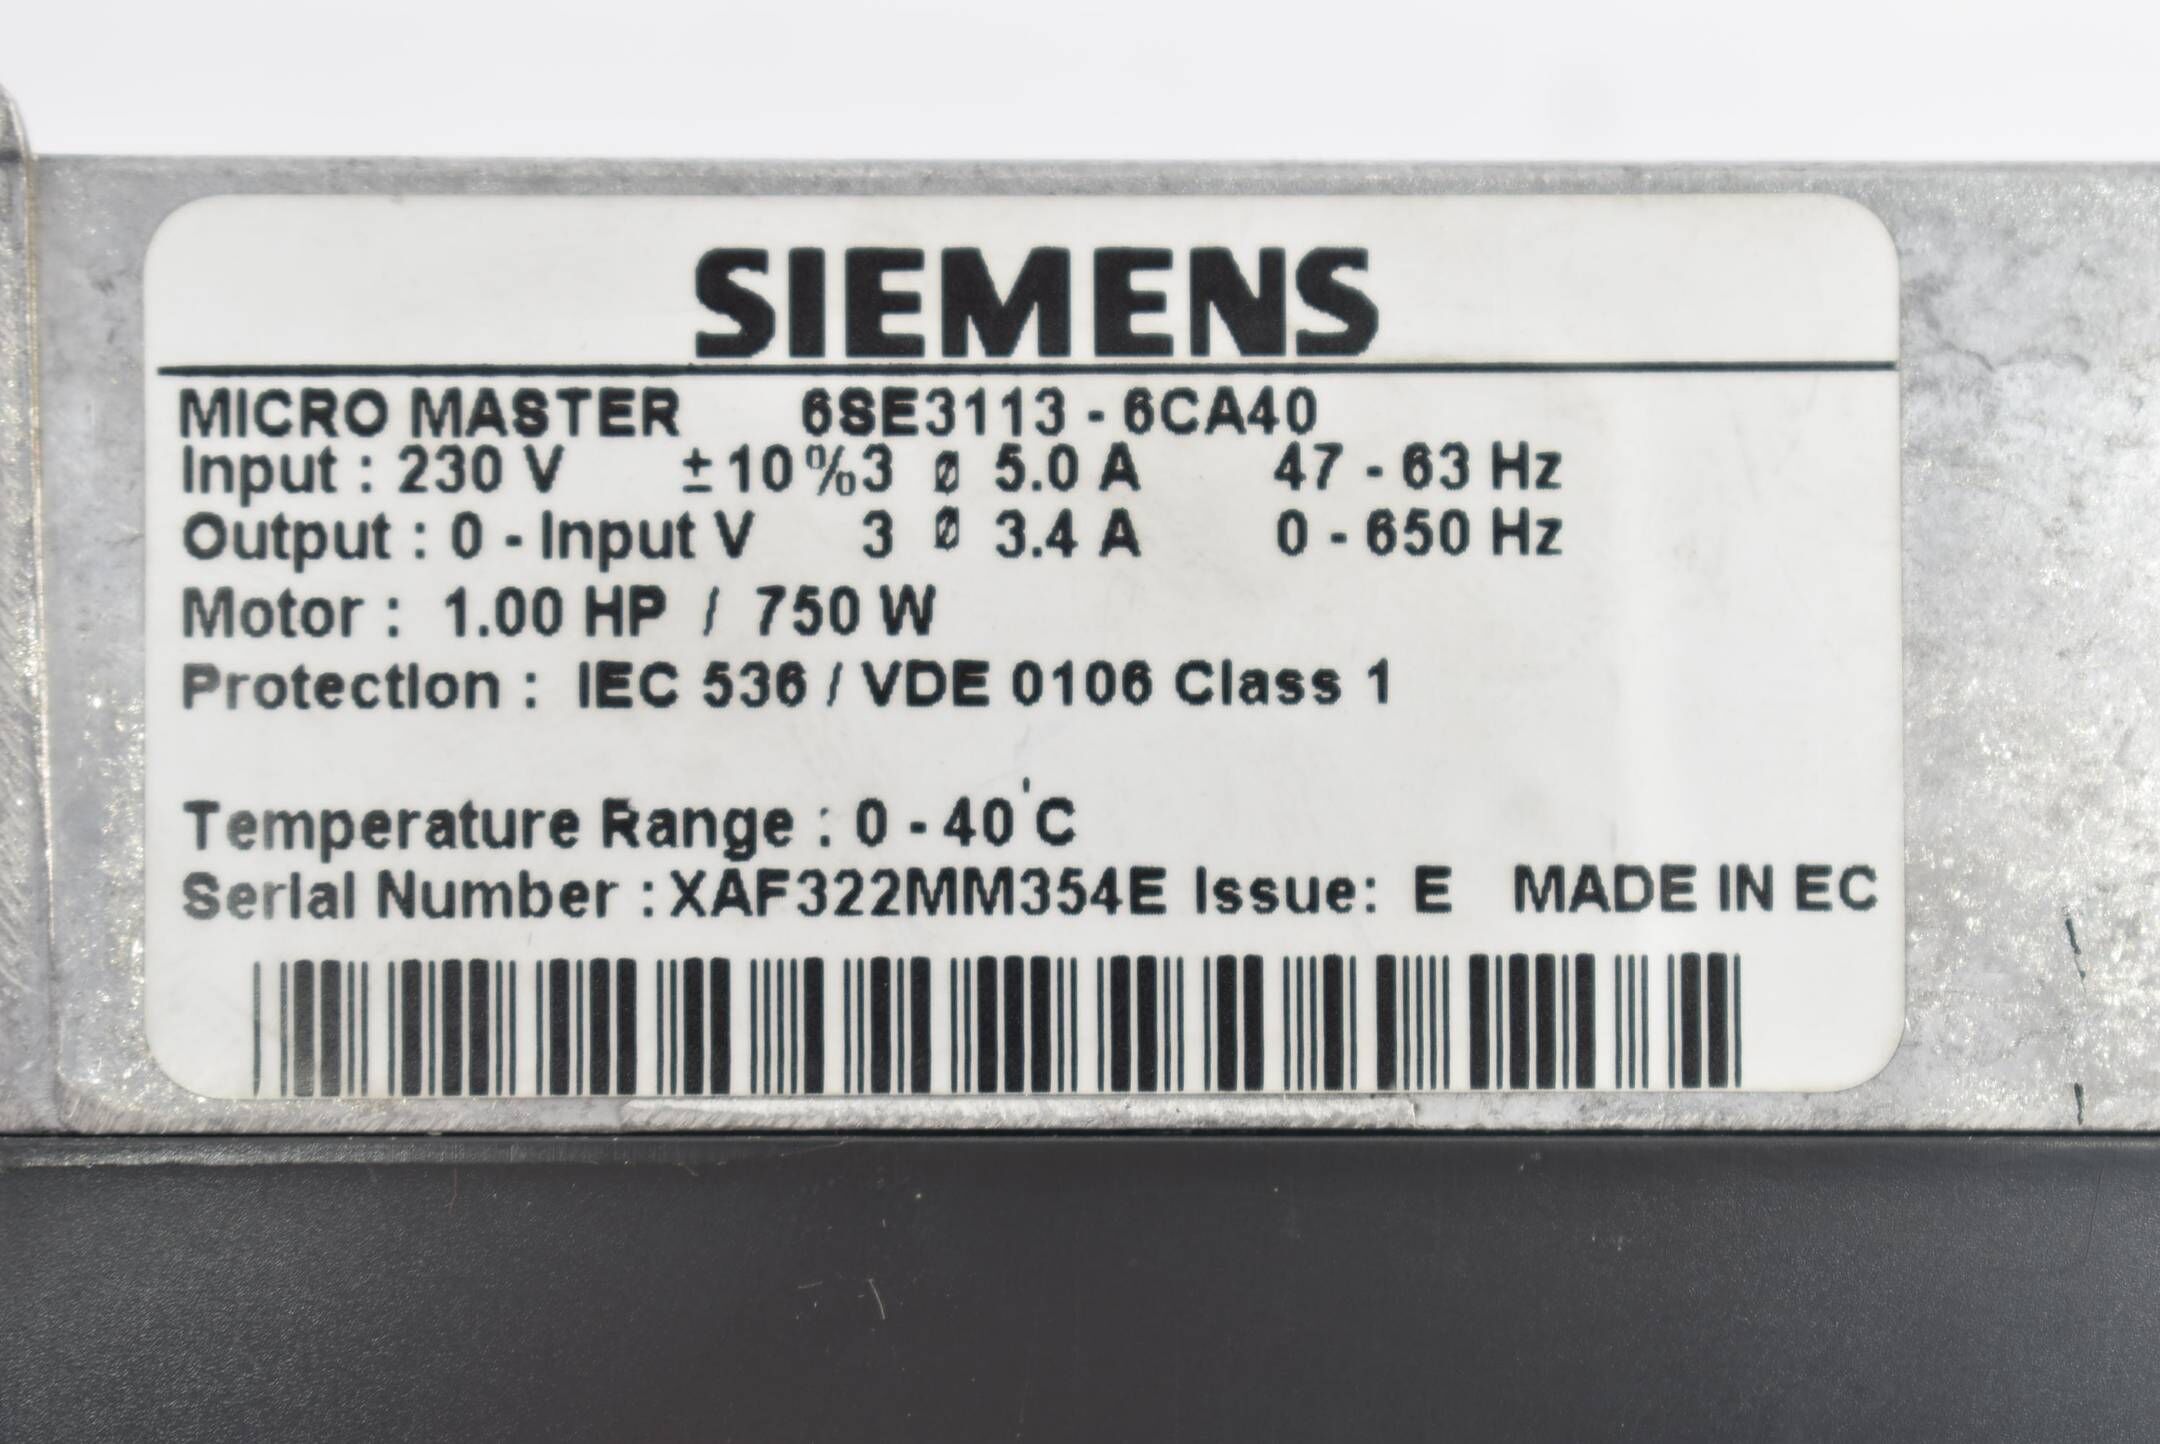 SIEMENS
MICRO MASTER 6SE3113 - 6CA40
Input : 230 V ±10%3 Ø 5.0 A 47 - 63 Hz
Output : 0 - Input V 3 Ø 3.4 A 0 - 650 Hz
Motor : 1.00 HP / 750 W
Protection : IEC 536 / VDE 0106 Class 1
Temperature Range : 0 - 40°C
Serial Number :XAF322MM354E Issue: E MADE IN EC